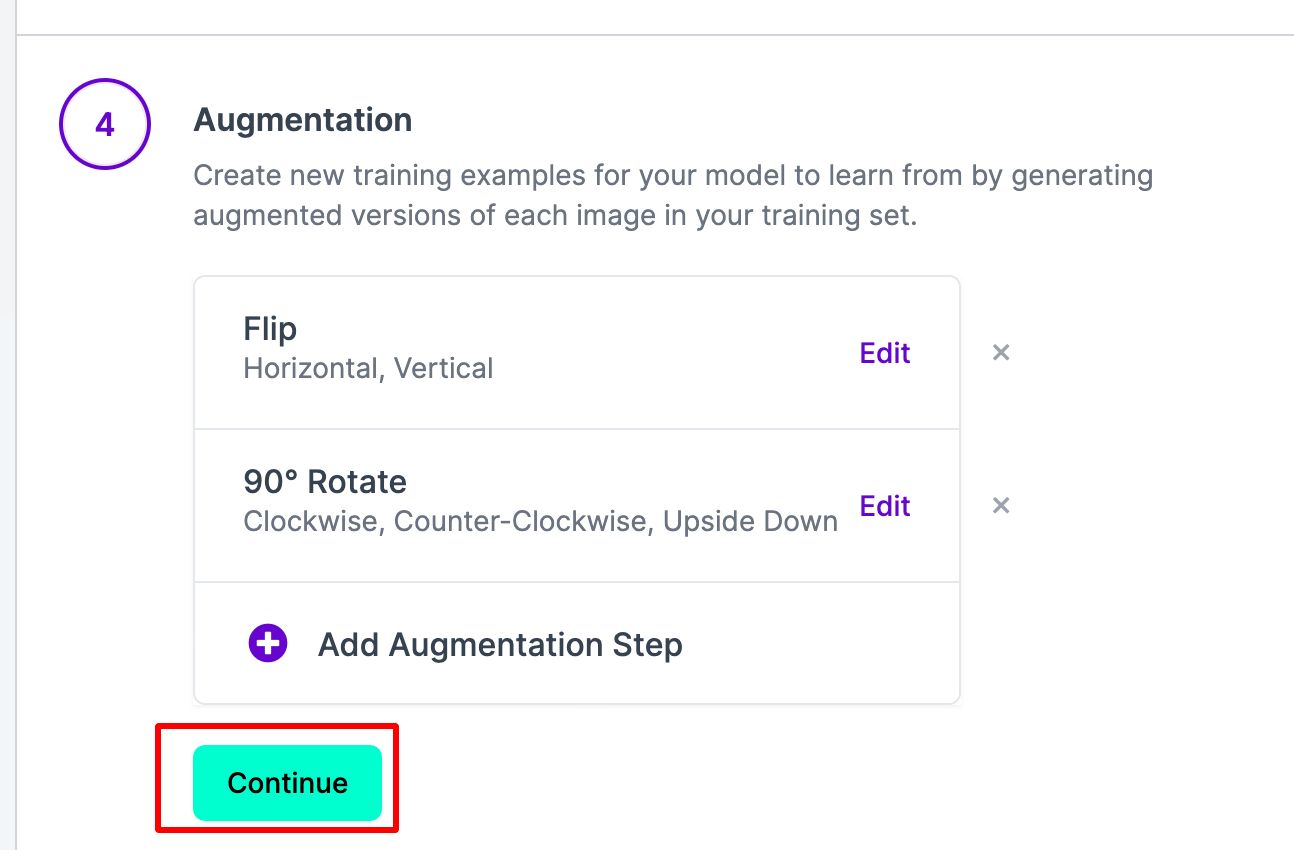 4
Augmentation
Create new training examples for your model to learn from by generating
augmented versions of each image in your training set.
Flip
Horizontal, Vertical
Edit
×
90° Rotate
Clockwise, Counter-Clockwise, Upside Down
Edit
×
Add Augmentation Step
Continue